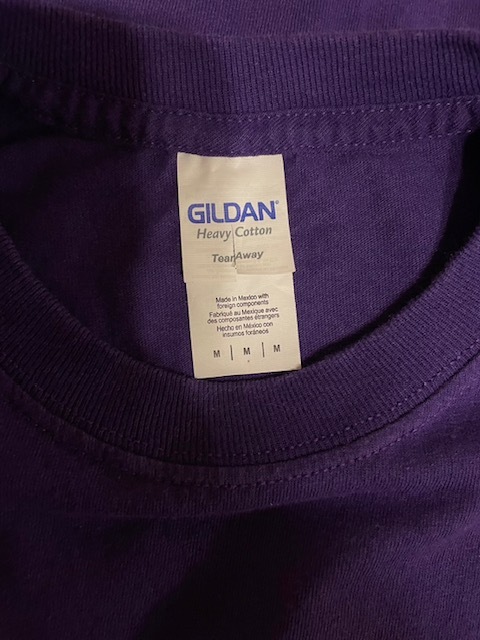 GILDAN®
Heavy Cotton
TearAway
Made in Mexico with
foreign components
Fabriqué au Mexique avec
des composantes étrangers
Hecho en México con
insumos foráneos
M | M | M